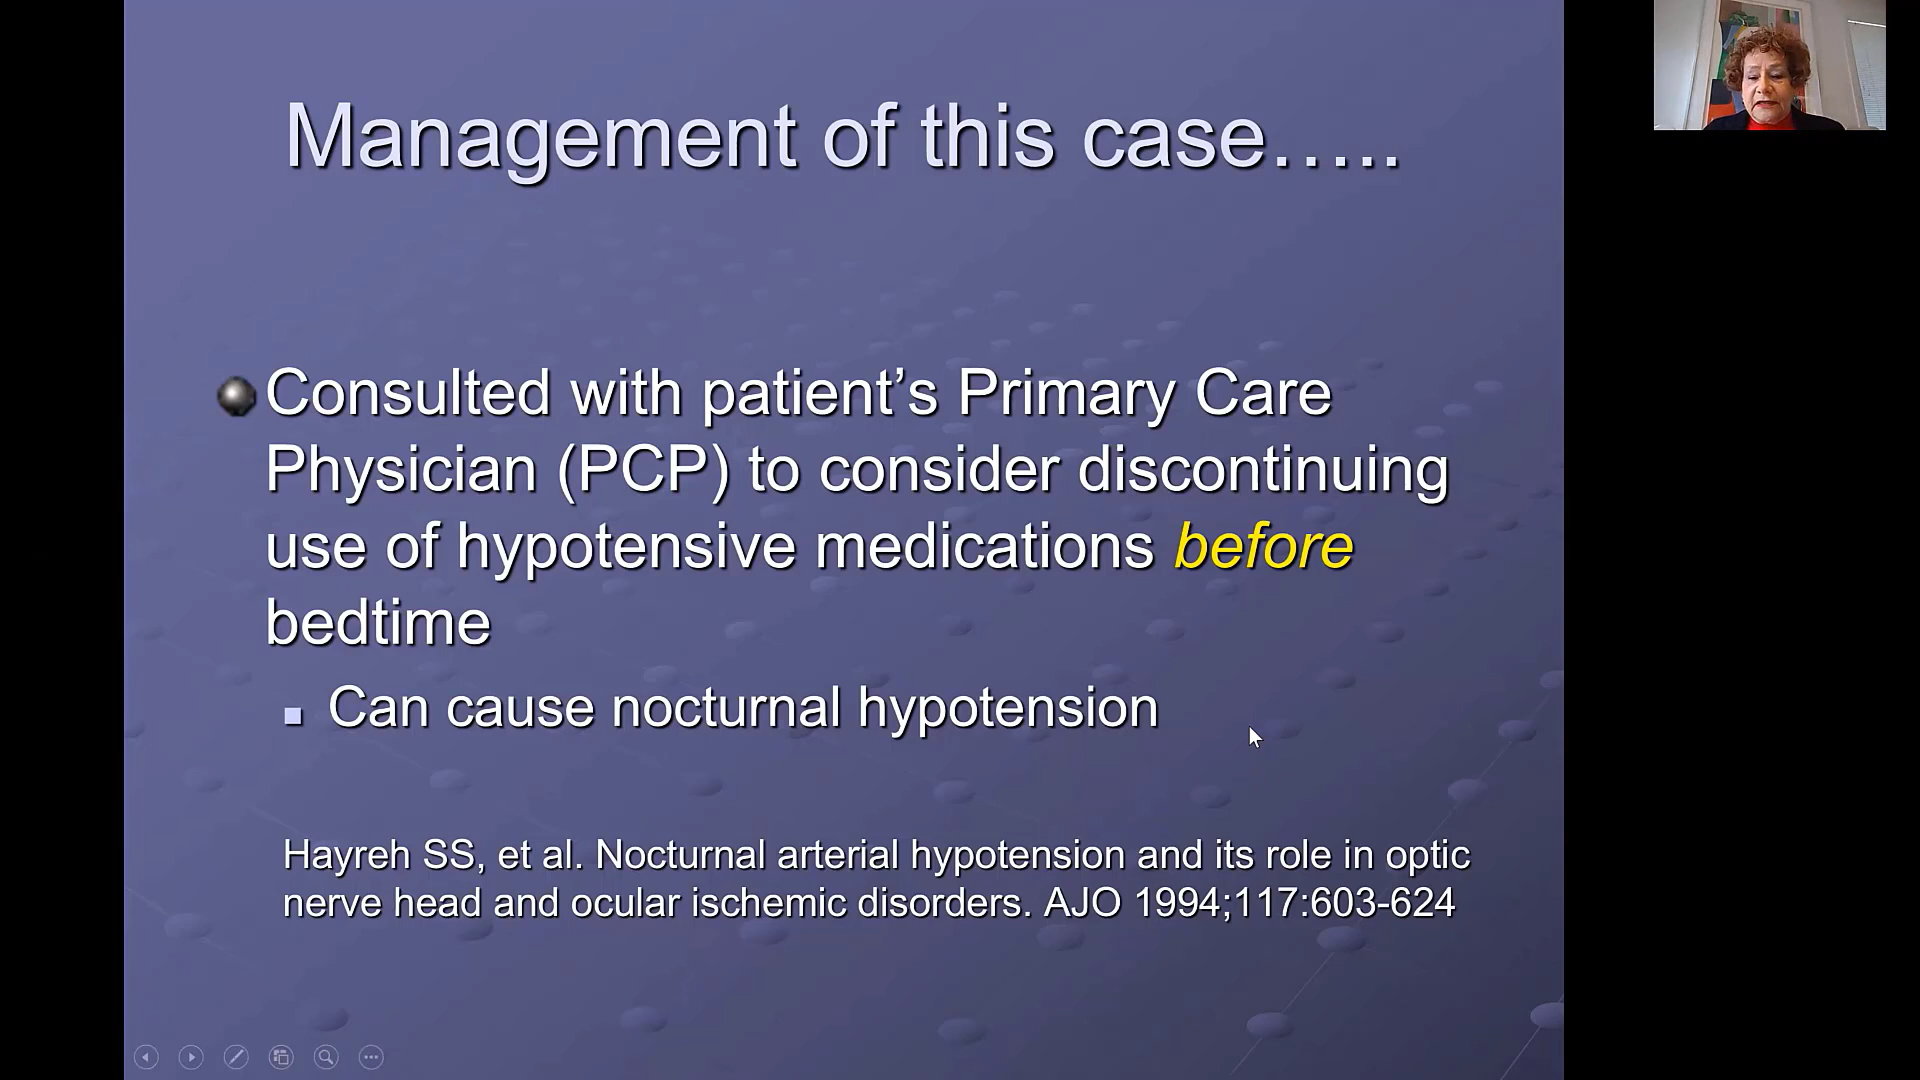 Management of this case…..
Consulted with patient’s Primary Care
Physician (PCP) to consider discontinuing
use of hypotensive medications before
bedtime
Can cause nocturnal hypotension
Hayreh SS, et al. Nocturnal arterial hypotension and its role in optic
nerve head and ocular ischemic disorders. AJO 1994;117:603-624